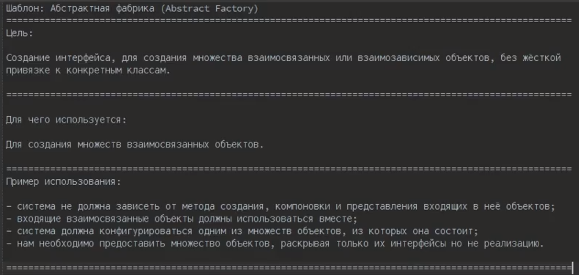 Шаблон: Абстрактная фабрика (Abstract Factory)
====================================================================================================
Цель:
Создание интерфейса, для создания множества взаимосвязанных или взаимозависимых объектов, без жёсткой
привязке к конкретным классам.
====================================================================================================
Для чего используется:
Для создания множеств взаимосвязанных объектов.
====================================================================================================
Пример использования:
- система не должна зависеть от метода создания, компоновки и представления входящих в неё объектов;
- входящие взаимосвязанные объекты должны использоваться вместе;
- система должна конфигурироваться одним из множеств объектов, из которых она состоит;
- нам необходимо предоставить множество объектов, раскрывая только их интерфейсы но не реализацию.
====================================================================================================